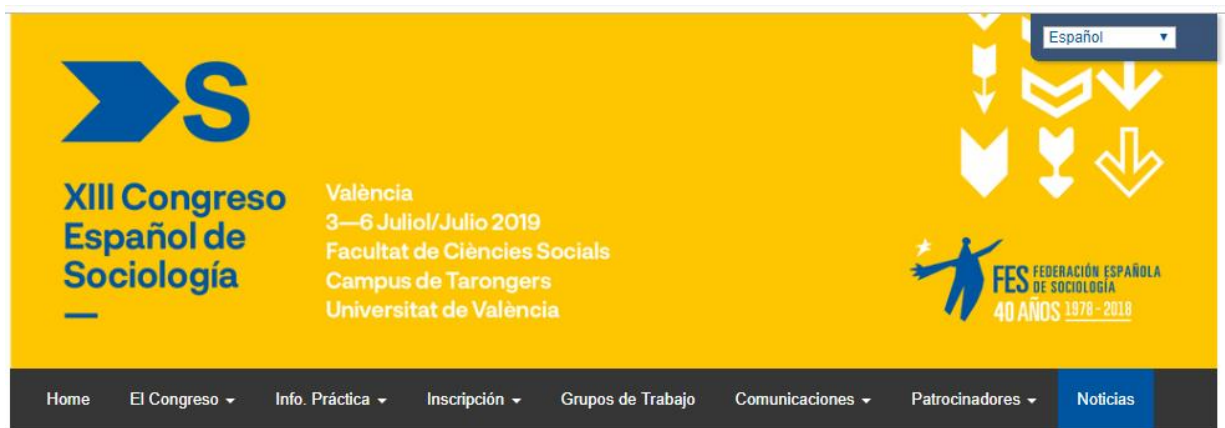 Español
S
XIII Congreso
Español de
Sociología
València
3—6 Juliol/Julio 2019
Facultat de Ciències Socials
Campus de Tarongers
Universitat de València
FES FEDERACIÓN ESPAÑOLA
DE SOCIOLOGÍA
40 AÑOS 1978-2018
Home El Congreso Info. Práctica Inscripción Grupos de Trabajo Comunicaciones Patrocinadores Noticias